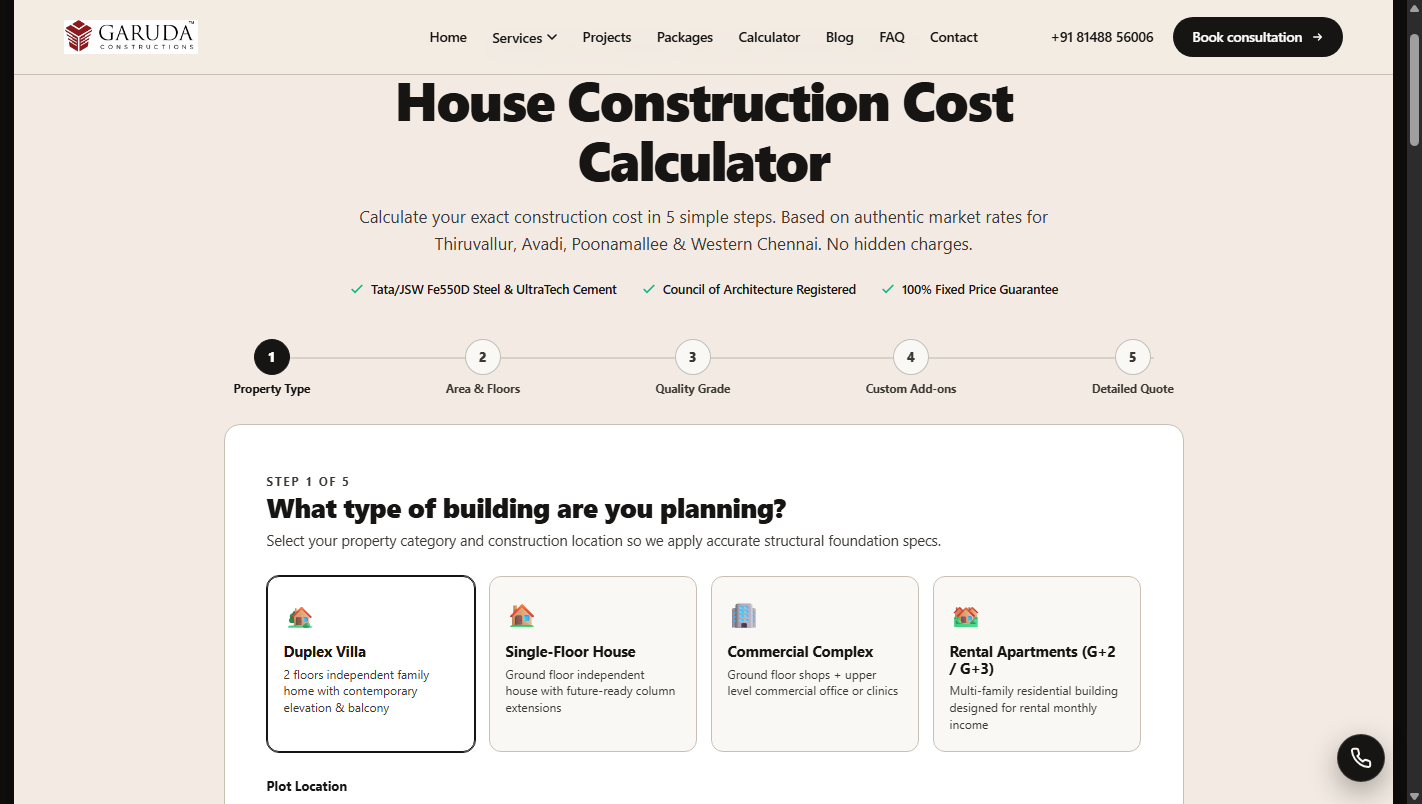 GARUDA™
CONSTRUCTIONS
Home
Services
Projects
Packages
Calculator
Blog
FAQ
Contact
+91 81488 56006
Book consultation →
House Construction Cost
Calculator
Calculate your exact construction cost in 5 simple steps. Based on authentic market rates for
Thiruvallur, Avadi, Poonamallee & Western Chennai. No hidden charges.
Tata/JSW Fe550D Steel & UltraTech Cement
Council of Architecture Registered
100% Fixed Price Guarantee
1
Property Type
2
Area & Floors
3
Quality Grade
4
Custom Add-ons
5
Detailed Quote
STEP 1 OF 5
What type of building are you planning?
Select your property category and construction location so we apply accurate structural foundation specs.
Duplex Villa
2 floors independent family
home with contemporary
elevation & balcony
Single-Floor House
Ground floor independent
house with future-ready column
extensions
Commercial Complex
Ground floor shops + upper
level commercial office or clinics
Rental Apartments (G+2
/ G+3)
Multi-family residential building
designed for rental monthly
income
Plot Location